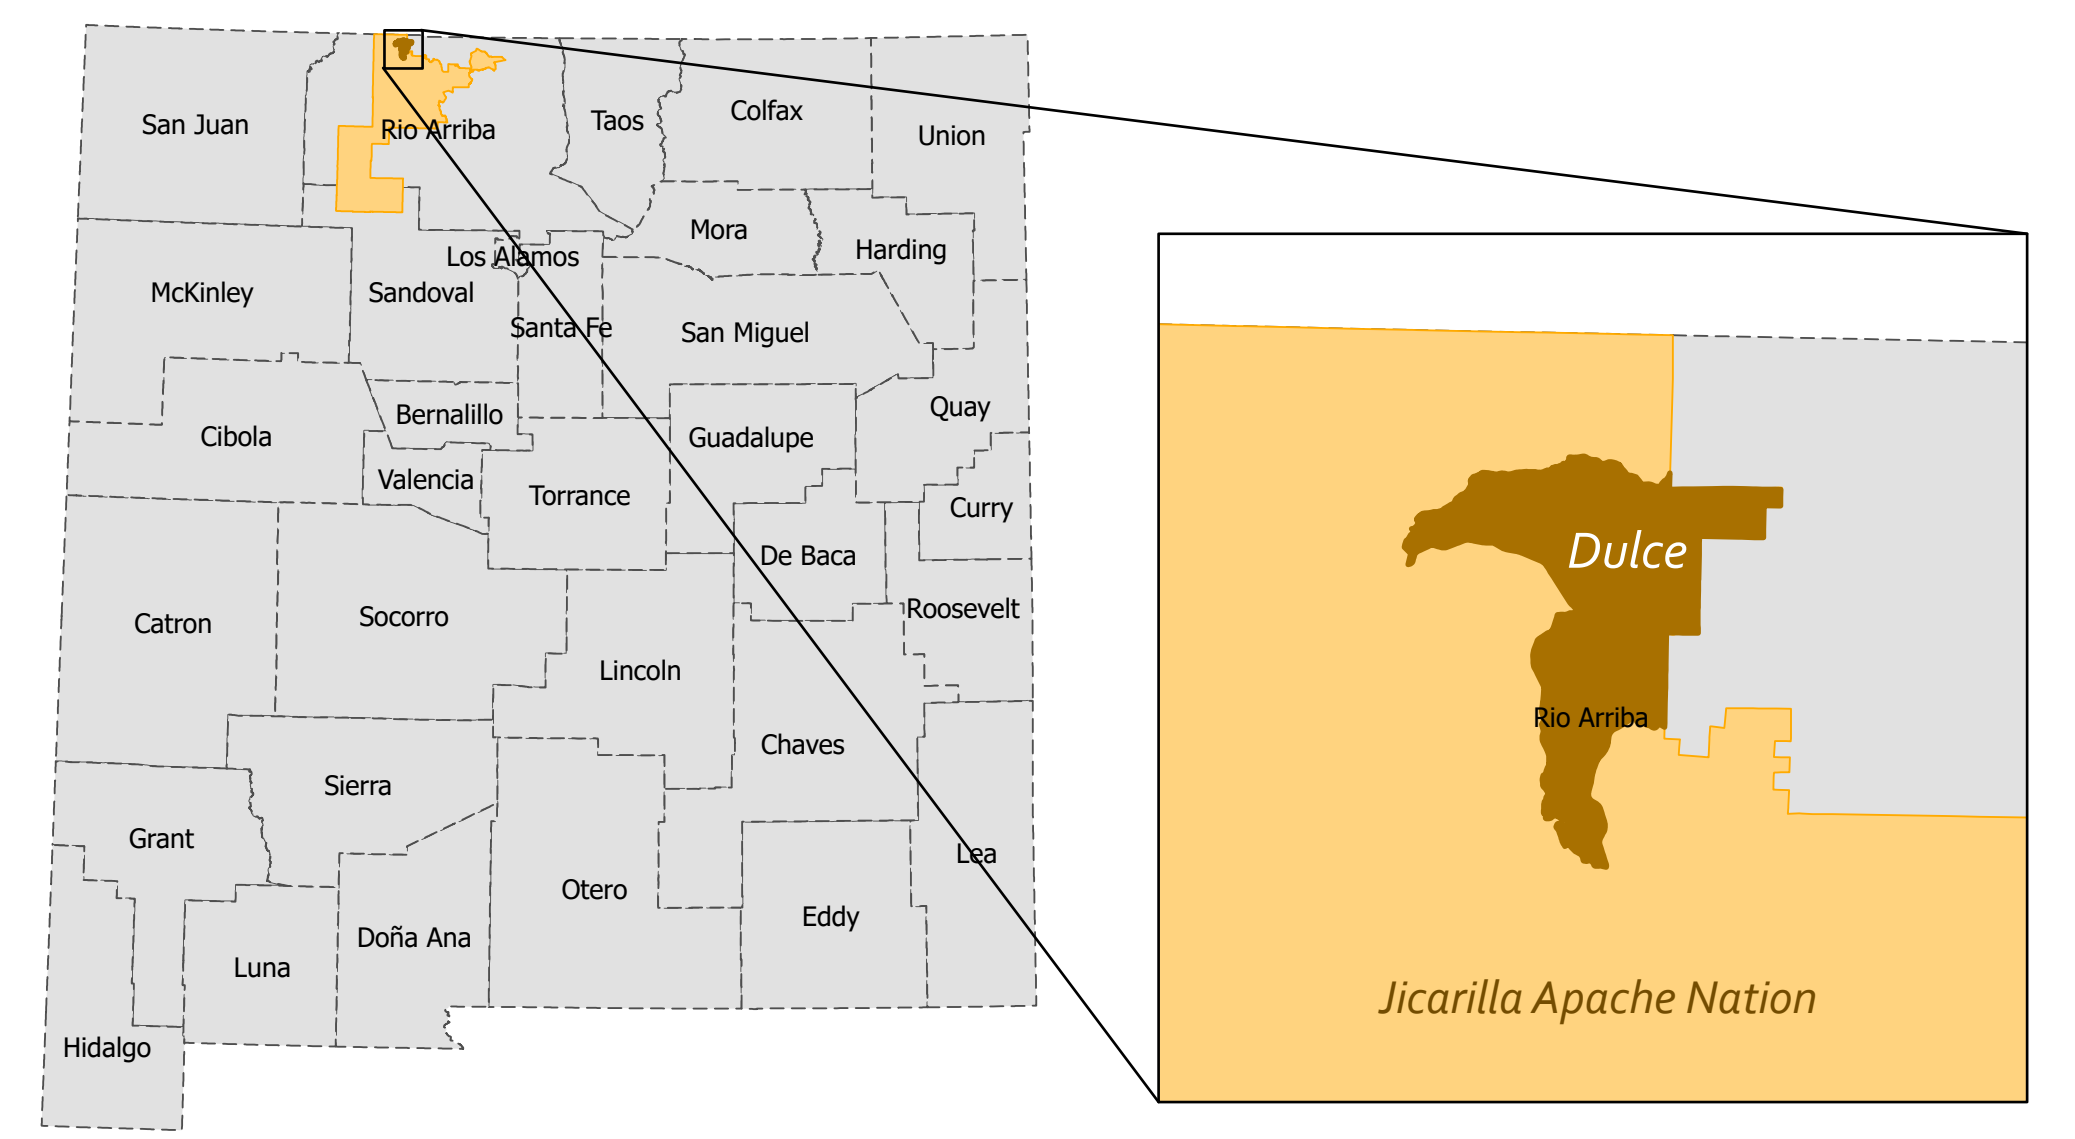 San Juan
Rio Arriba
Taos
Colfax
Union
Mora
Harding
Los Alamos
McKinley
Sandoval
Santa Fe
San Miguel
Quay
Bernalillo
Cibola
Guadalupe
Valencia
Torrance
Curry
De Baca
Catron
Socorro
Roosevelt
Lincoln
Chaves
Sierra
Grant
Lea
Otero
Eddy
Doña Ana
Luna
Hidalgo
Dulce
Rio Arriba
Jicarilla Apache Nation